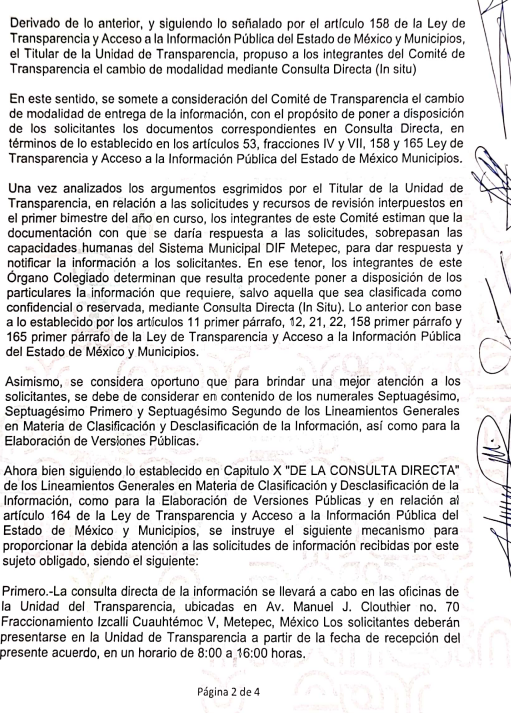 Derivado de lo anterior, y siguiendo lo señalado por el artículo 158 de la Ley de
Transparencia y Acceso a la Información Pública del Estado de México y Municipios,
el Titular de la Unidad de Transparencia, propuso a los integrantes del Comité de
Transparencia el cambio de modalidad mediante Consulta Directa (In situ)
En este sentido, se somete a consideración del Comité de Transparencia el cambio
de modalidad de entrega de la información, con el propósito de poner a disposición
de los solicitantes los documentos correspondientes en Consulta Directa, en
términos de lo establecido en los artículos 53, fracciones IV y VII, 158 y 165 Ley de
Transparencia y Acceso a la Información Pública del Estado de México Municipios.
Una vez analizados los argumentos esgrimidos por el Titular de la Unidad de
Transparencia, en relación a las solicitudes y recursos de revisión interpuestos en
el primer bimestre del año en curso, los integrantes de este Comité estiman que la
documentación con que se daría respuesta a las solicitudes, sobrepasan las
capacidades humanas del Sistema Municipal DIF Metepec, para dar respuesta y
notificar la información a los solicitantes. En ese tenor, los integrantes de este
Órgano Colegiado determinan que resulta procedente poner a disposición de los
particulares la información que requiere, salvo aquella que sea clasificada como
confidencial o reservada, mediante Consulta Directa (In Situ). Lo anterior con base
a lo establecido por los artículos 11 primer párrafo, 12, 21, 22, 158 primer párrafo y
165 primer párrafo de la Ley de Transparencia y Acceso a la Información Pública
del Estado de México y Municipios.
Asimismo, se considera oportuno que para brindar una mejor atención a los
solicitantes, se debe de considerar en contenido de los numerales Septuagésimo,
Septuagésimo Primero y Septuagésimo Segundo de los Lineamientos Generales
en Materia de Clasificación y Desclasificación de la Información, así como para la
Elaboración de Versiones Públicas.
Ahora bien siguiendo lo establecido en Capitulo X "DE LA CONSULTA DIRECTA"
de los Lineamientos Generales en Materia de Clasificación y Desclasificación de la
Información, como para la Elaboración de Versiones Públicas y en relación al
artículo 164 de la Ley de Transparencia y Acceso a la Información Pública del
Estado de México y Municipios, se instruye el siguiente mecanismo para
proporcionar la debida atención a las solicitudes de información recibidas por este
sujeto obligado, siendo el siguiente:
Primero.-La consulta directa de la información se llevará a cabo en las oficinas de
la Unidad del Transparencia, ubicadas en Av. Manuel J. Clouthier no. 70
Fraccionamiento Izcalli Cuauhtémoc V, Metepec, México Los solicitantes deberán
presentarse en la Unidad de Transparencia a partir de la fecha de recepción del
presente acuerdo, en un horario de 8:00 a 16:00 horas.
Página 2 de 4